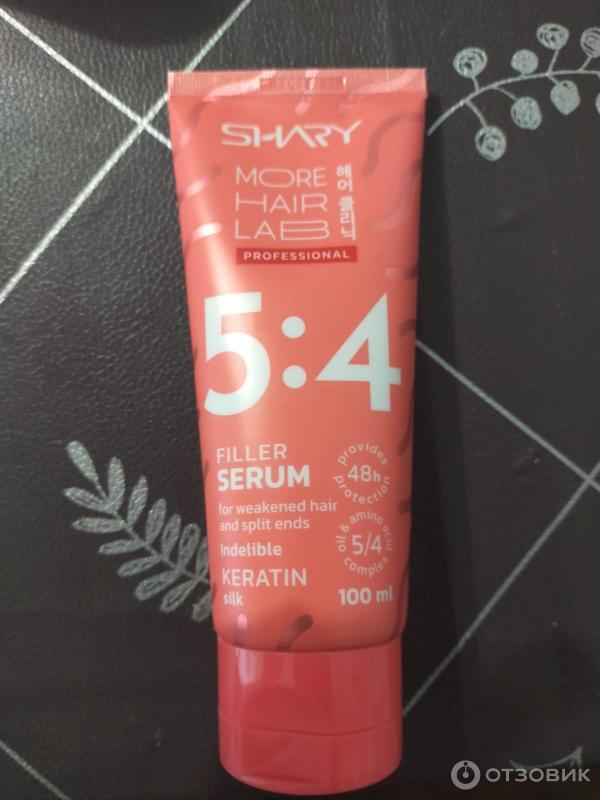 SHARY
MORE
HAIR
LAB
헤어 클리닉
PROFESSIONAL
5:4
FILLER
SERUM
for weakened hair
and split ends
Indelible
KERATIN
silk
provides
48h
protection
oil & amino acid
5/4
complex
100 ml
ОТЗОВИК